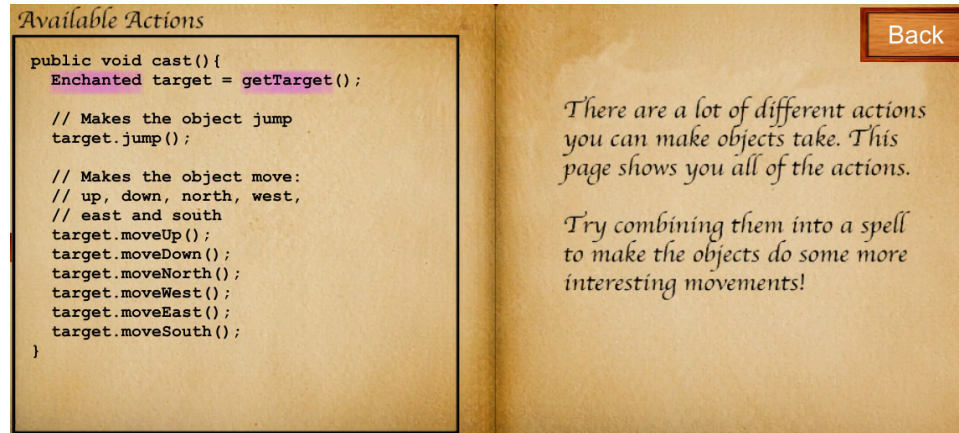 Available Actions
public void cast(){
Enchanted target = getTarget();
// Makes the object jump
target.jump();
// Makes the object move:
// up, down, north, west,
// east and south
target.moveUp();
target.moveDown();
target.moveNorth();
target.moveWest();
target.moveEast();
target.moveSouth();
}
Back
There are a lot of different actions
you can make objects take. This
page shows you all of the actions.
Try combining them into a spell
to make the objects do some more
interesting movements!